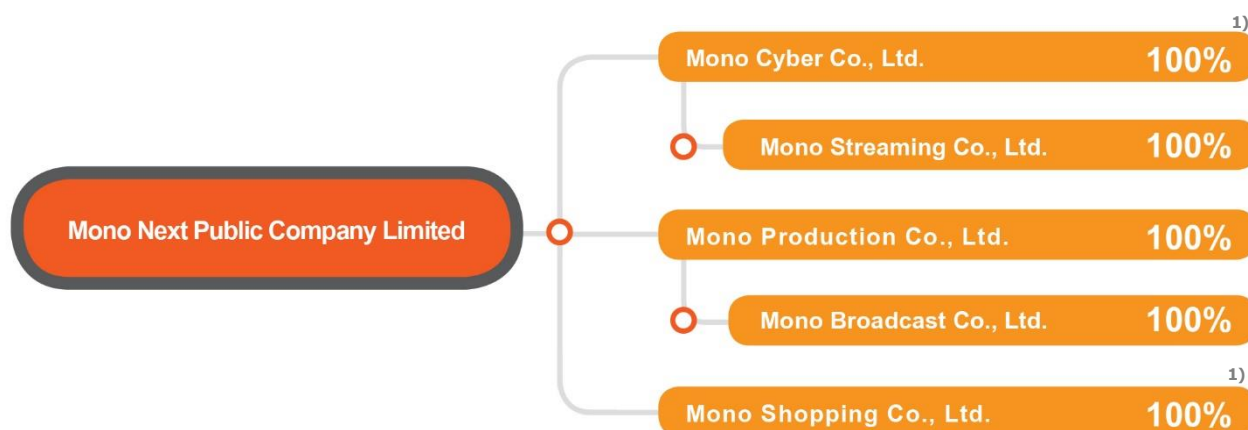 1)
Mono Cyber Co., Ltd. 100%
Mono Streaming Co., Ltd. 100%
Mono Next Public Company Limited
Mono Production Co., Ltd. 100%
Mono Broadcast Co., Ltd. 100%
1)
Mono Shopping Co., Ltd. 100%